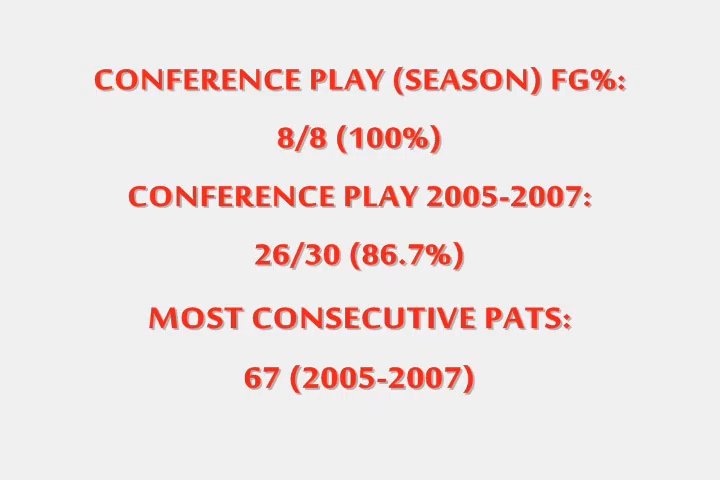 CONFERENCE PLAY (SEASON) FG%:
8/8 (100%)
CONFERENCE PLAY 2005-2007:
26/30 (86.7%)
MOST CONSECUTIVE PATS:
67 (2005-2007)